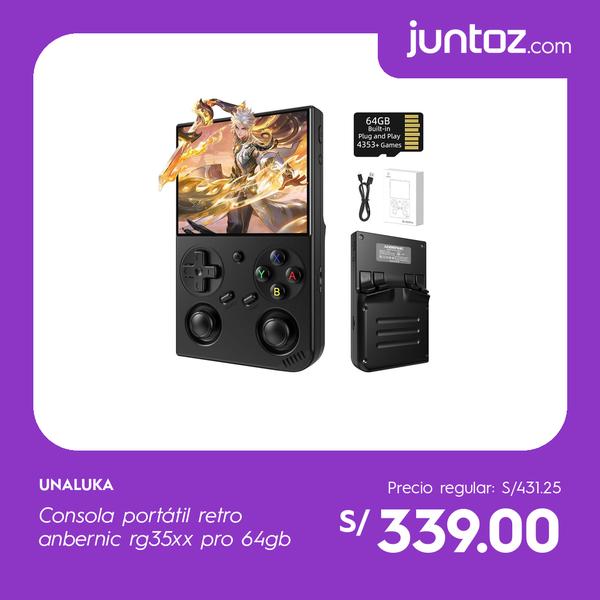 juntoz.com
64GB
Built-in
Plug and Play
4353+ Games
X
Y
A
B
UNALUKA
Precio regular: S/431.25
Consola portátil retro
anbernic rg35xx pro 64gb
S/ 339.00